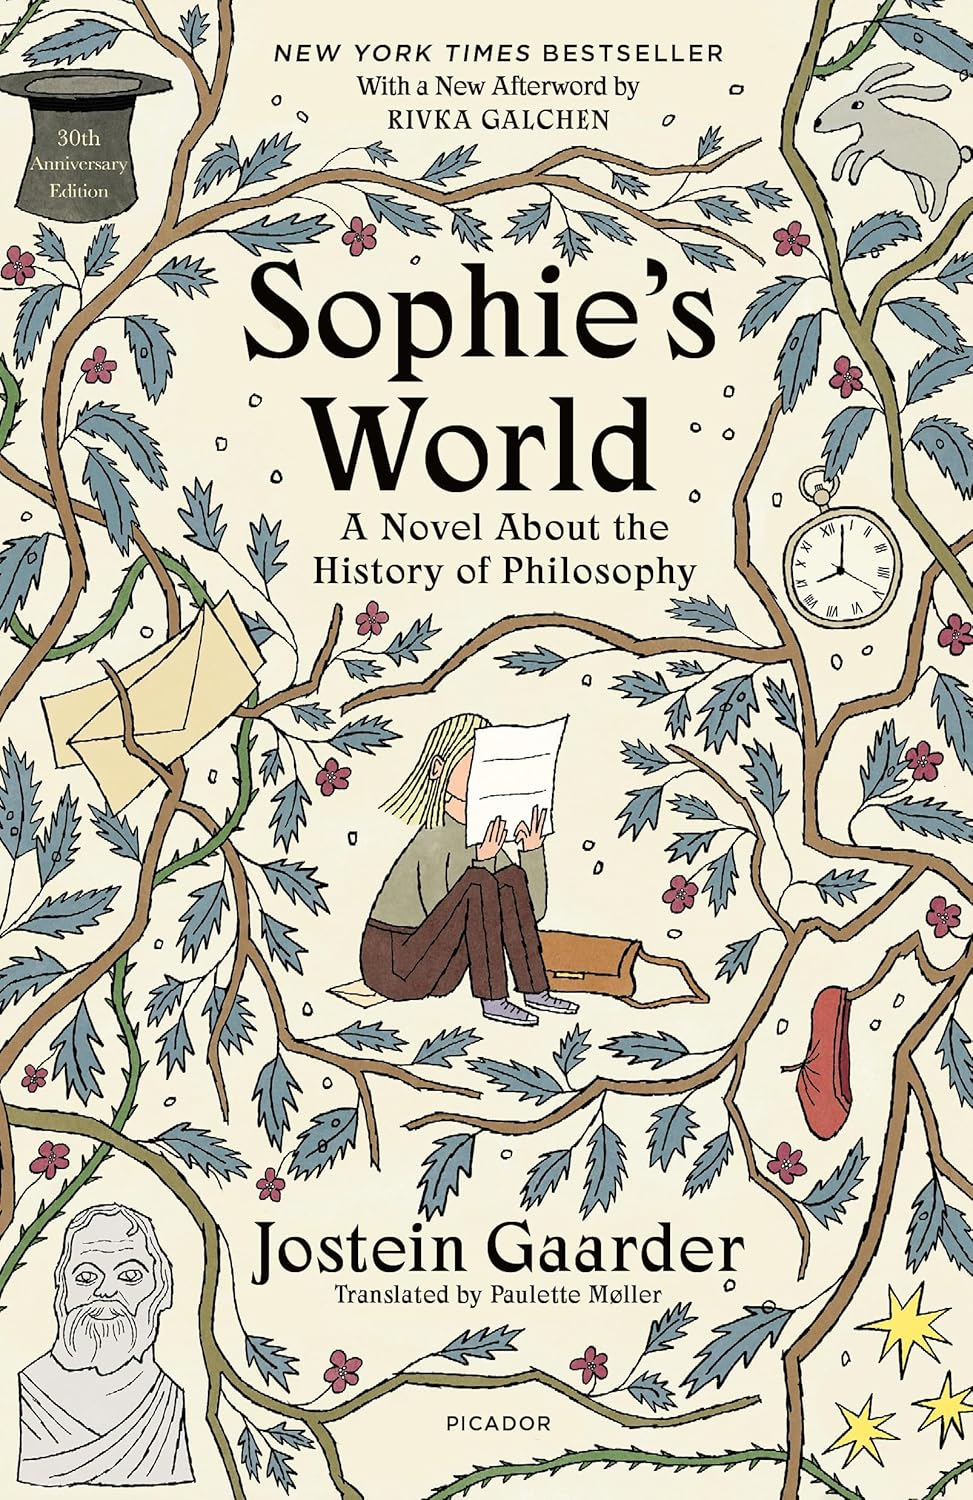 NEW YORK TIMES BESTSELLER
With a New Afterword by
RIVKA GALCHEN
30th
Anniversary
Edition
Sophie's
World
A Novel About the
History of Philosophy
Jostein Gaarder
Translated by Paulette Møller
PICADOR